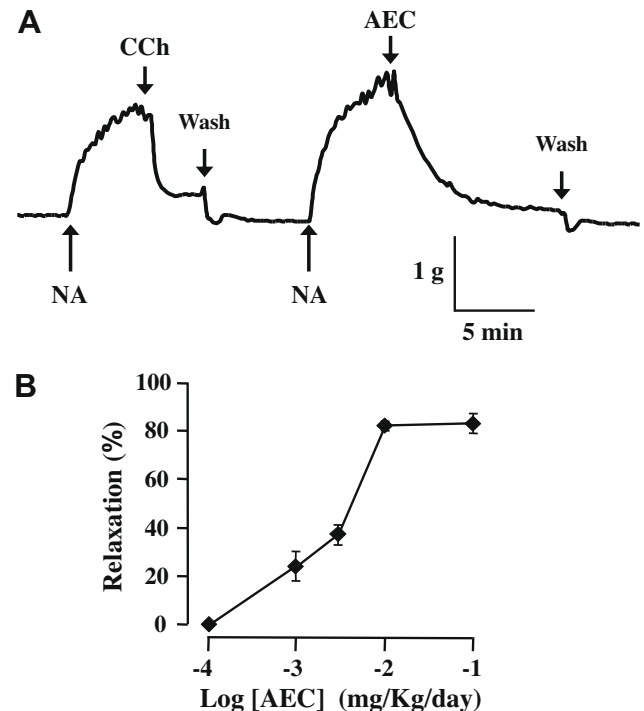 A
CCh
AEC
Wash
Wash
NA
NA
1 g
5 min
B
Relaxation (%)
100
80
60
40
20
0
-4 -3 -2 -1
Log [AEC] (mg/Kg/day)